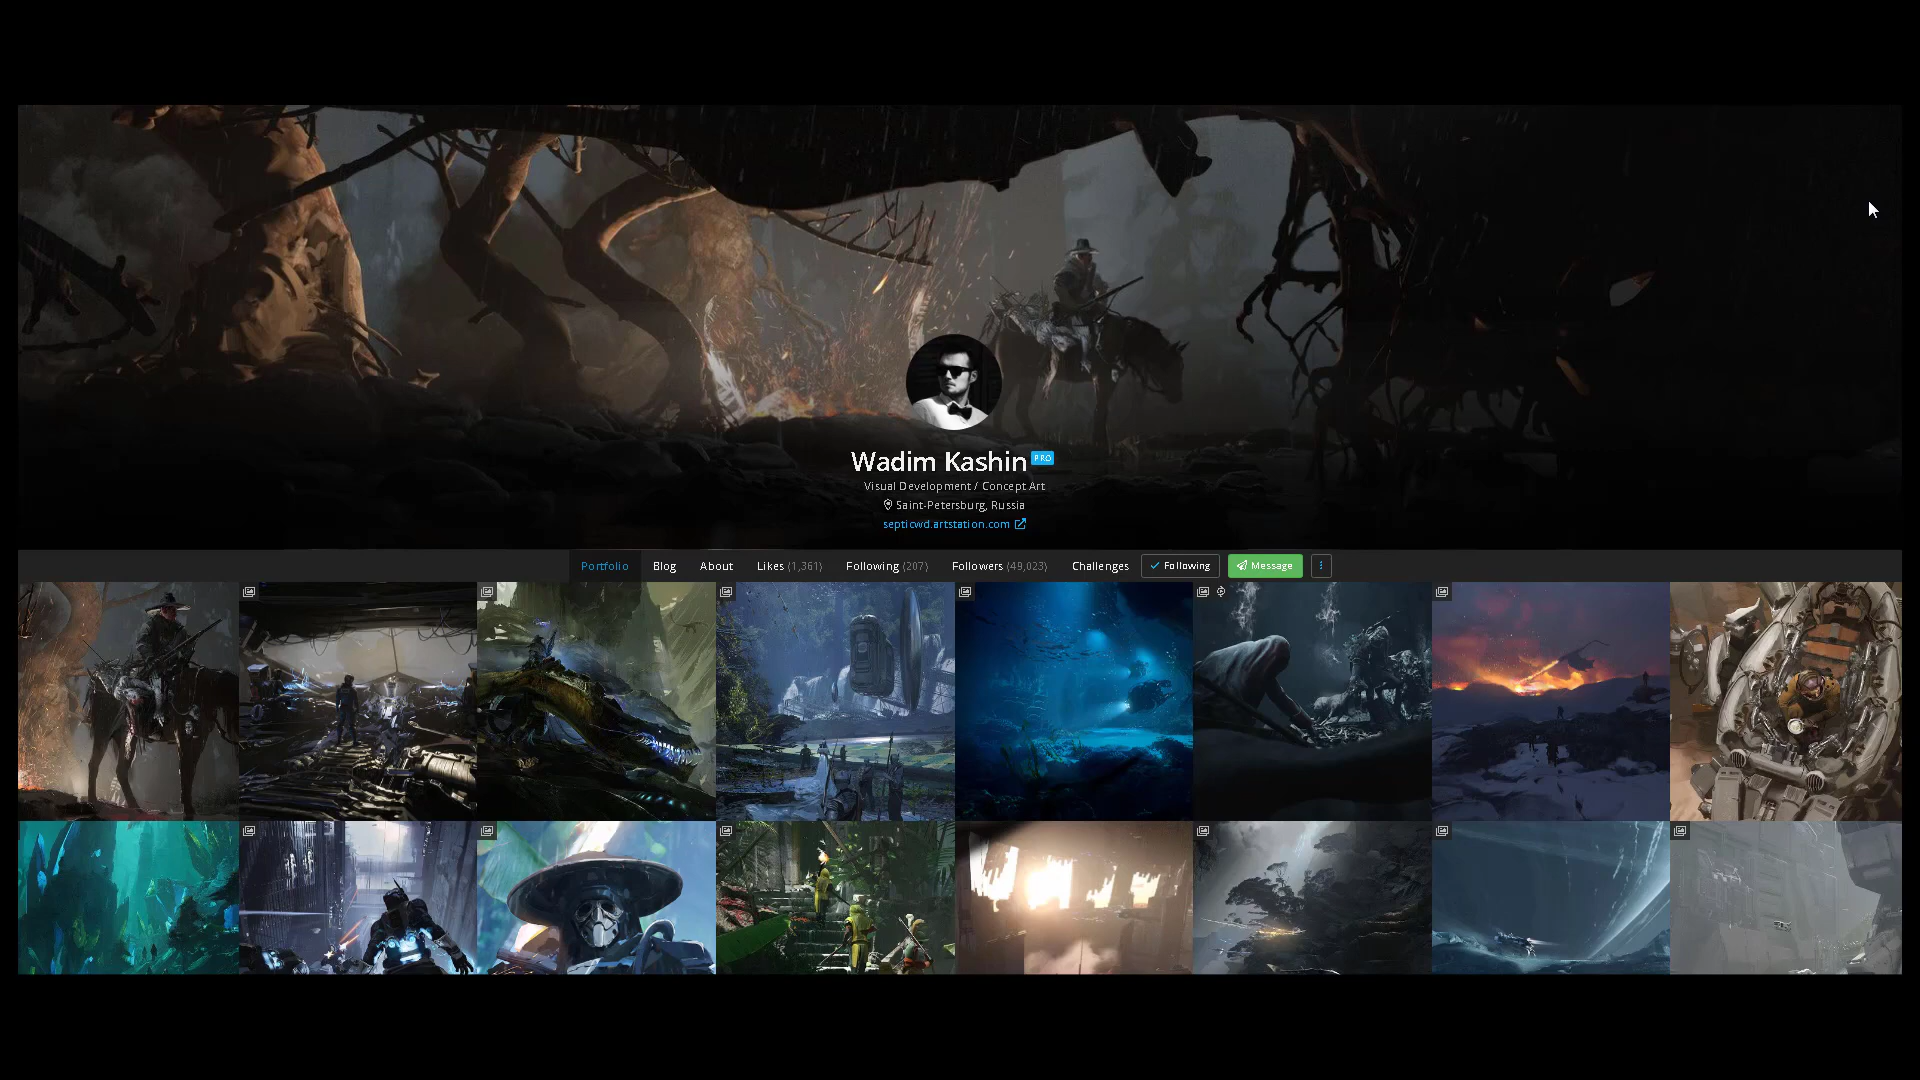 Wadim Kashin PRO
Visual Development / Concept Art
Saint-Petersburg, Russia
septicwd.artstation.com
Portfolio Blog About Likes (1,361) Following (207) Followers (49,023) Challenges Following Message